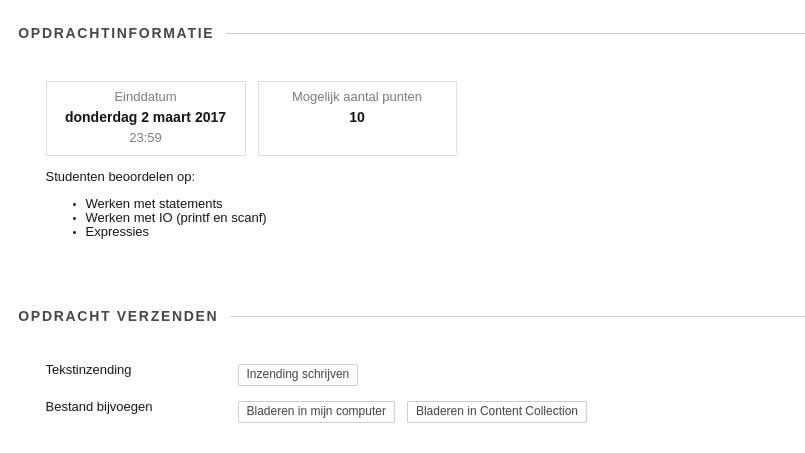 OPDRACHTINFORMATIE
Einddatum
donderdag 2 maart 2017
23:59
Mogelijk aantal punten
10
Studenten beoordelen op:
• Werken met statements
• Werken met IO (printf en scanf)
• Expressies
OPDRACHT VERZENDEN
Tekstinzending
Inzending schrijven
Bestand bijvoegen
Bladeren in mijn computer
Bladeren in Content Collection